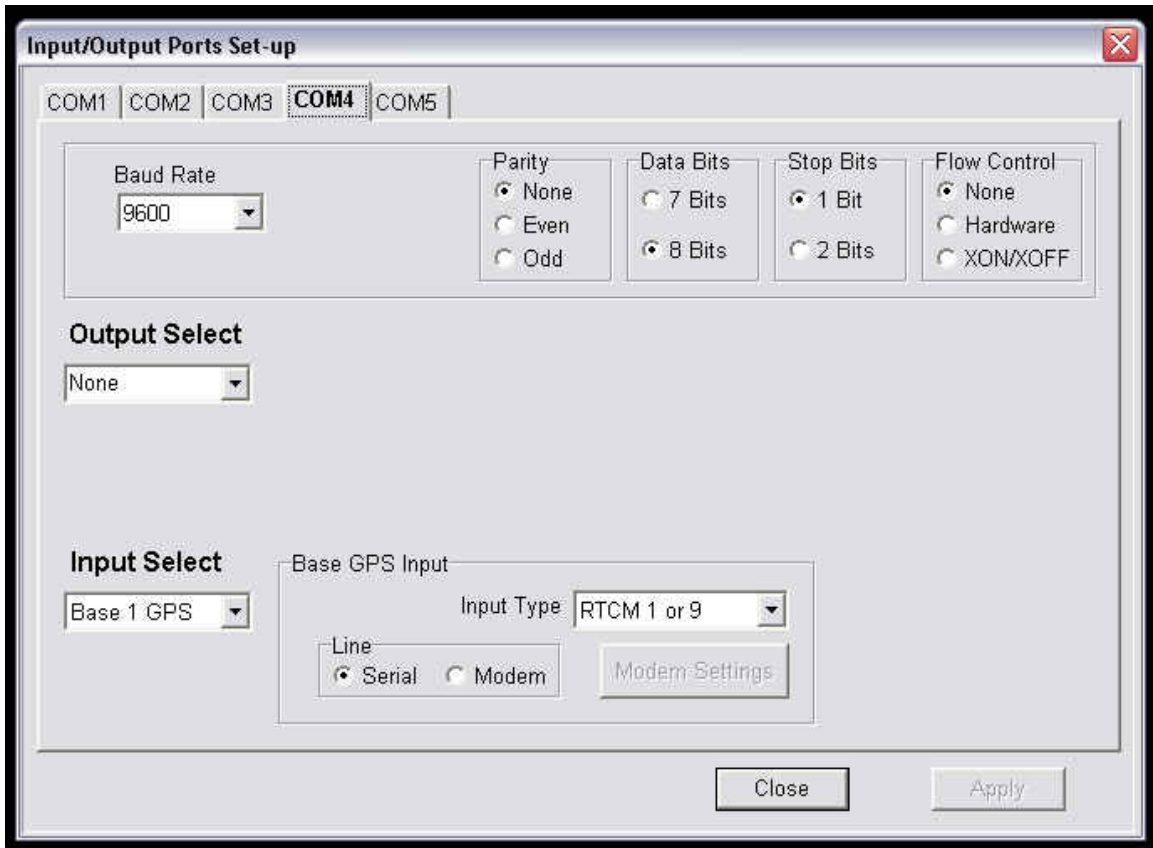 Input/Output Ports Set-up
COM1 COM2 COM3 COM4 COM5
Baud Rate
9600
Parity
None
Even
Odd
Data Bits
7 Bits
8 Bits
Stop Bits
1 Bit
2 Bits
Flow Control
None
Hardware
XON/XOFF
Output Select
None
Input Select
Base 1 GPS
Base GPS Input
Input Type RTCM 1 or 9
Line
Serial Modem
Modem Settings
Close Apply